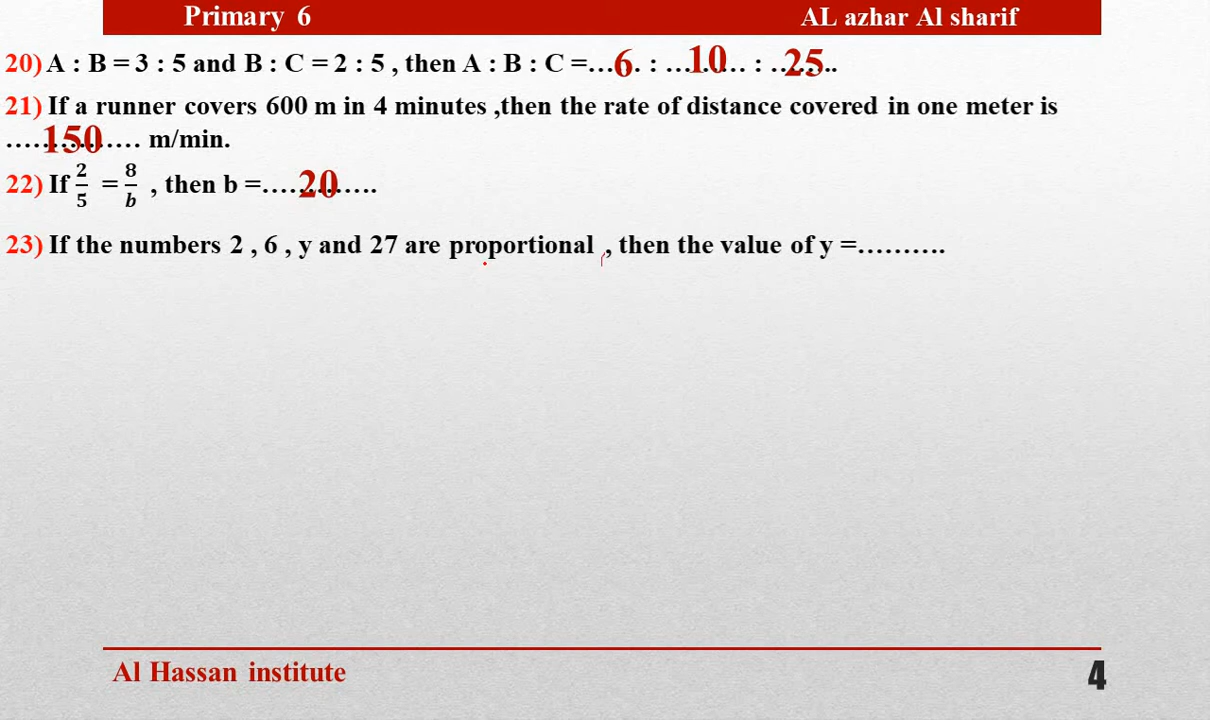 Primary 6 AL azhar Al sharif
20) A : B = 3 : 5 and B : C = 2 : 5 , then A : B : C =...6. : ...10... : ..25..
21) If a runner covers 600 m in 4 minutes ,then the rate of distance covered in one meter is
....150..... m/min.
22) If 2/5 = 8/b , then b =....20.....
23) If the numbers 2 , 6 , y and 27 are proportional , then the value of y =..........
Al Hassan institute 4